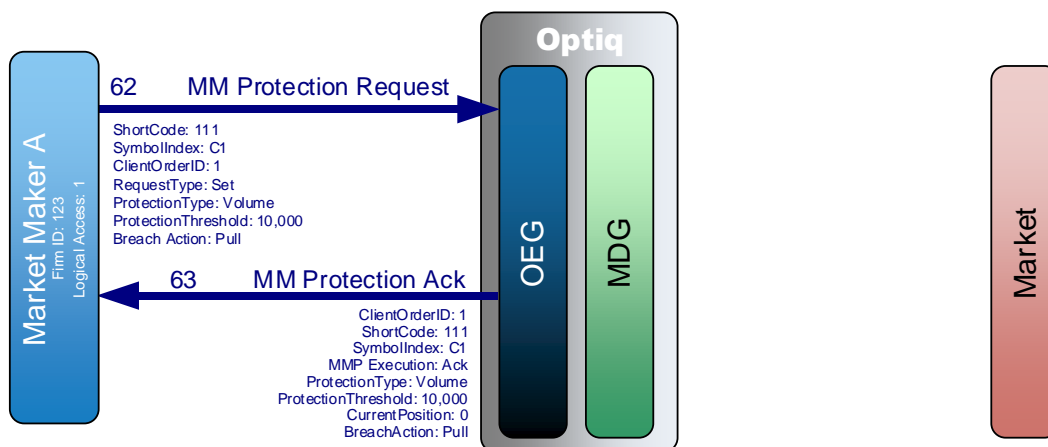 Optiq
Market Maker A
Firm ID: 123
Logical Access: 1
62 MM Protection Request
ShortCode: 111
SymbolIndex: C1
ClientOrderID: 1
RequestType: Set
ProtectionType: Volume
ProtectionThreshold: 10,000
Breach Action: Pull
63 MM Protection Ack
ClientOrderID: 1
ShortCode: 111
SymbolIndex: C1
MMP Execution: Ack
ProtectionType: Volume
ProtectionThreshold: 10,000
CurrentPosition: 0
BreachAction: Pull
OEG
MDG
Market